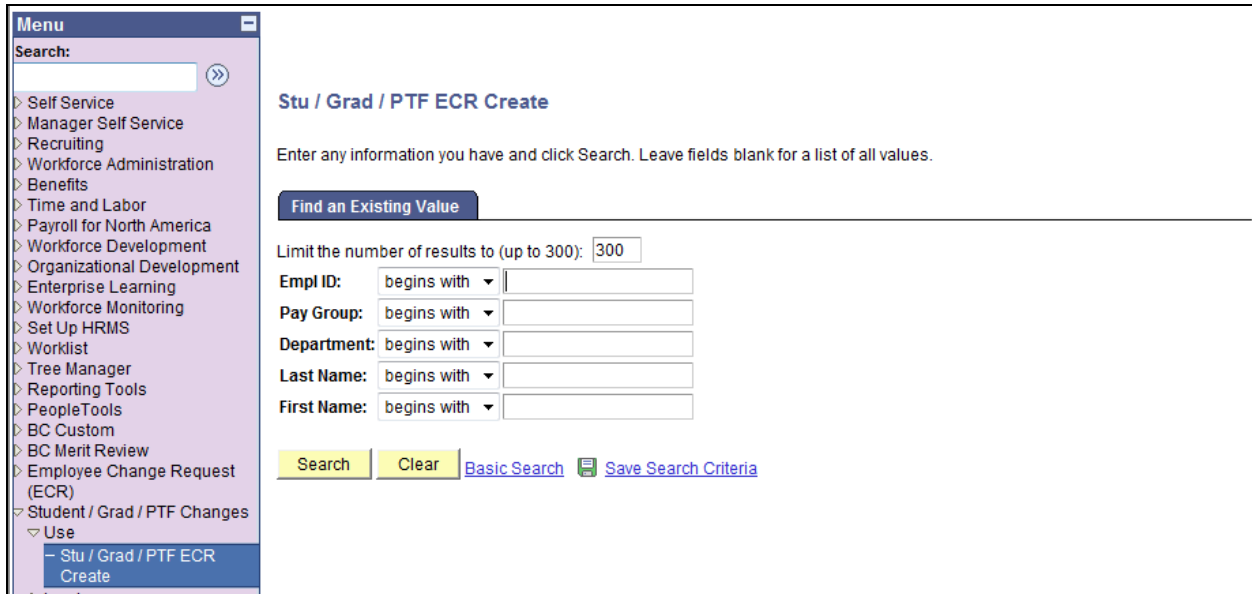 Menu
Search:
Self Service
Manager Self Service
Recruiting
Workforce Administration
Benefits
Time and Labor
Payroll for North America
Workforce Development
Organizational Development
Enterprise Learning
Workforce Monitoring
Set Up HRMS
Worklist
Tree Manager
Reporting Tools
PeopleTools
BC Custom
BC Merit Review
Employee Change Request
(ECR)
Student / Grad / PTF Changes
Use
Stu / Grad / PTF ECR
Create
Stu / Grad / PTF ECR Create
Enter any information you have and click Search. Leave fields blank for a list of all values.
Find an Existing Value
Limit the number of results to (up to 300): 300
Empl ID: begins with
Pay Group: begins with
Department: begins with
Last Name: begins with
First Name: begins with
Search Clear Basic Search Save Search Criteria